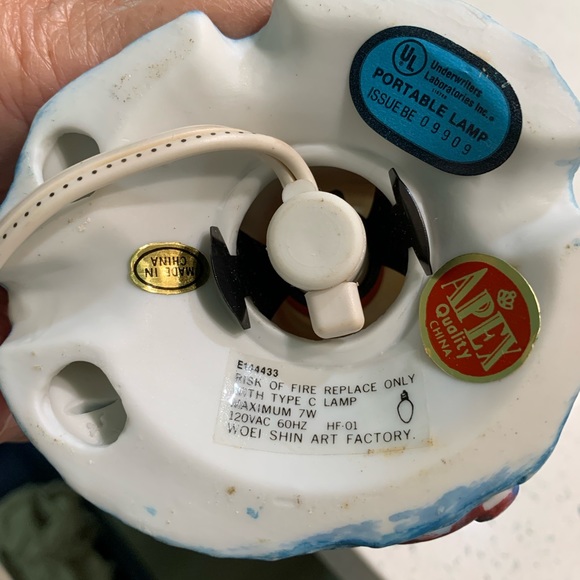 UL
®
Underwriters
Laboratories Inc.®
LISTED
PORTABLE LAMP
ISSUE BE 09909
MADE IN
CHINA
APEX
Quality
CHINA
E144433
RISK OF FIRE REPLACE ONLY
WITH TYPE C LAMP
MAXIMUM 7W
120VAC 60HZ HF-01
WOEI SHIN ART FACTORY.